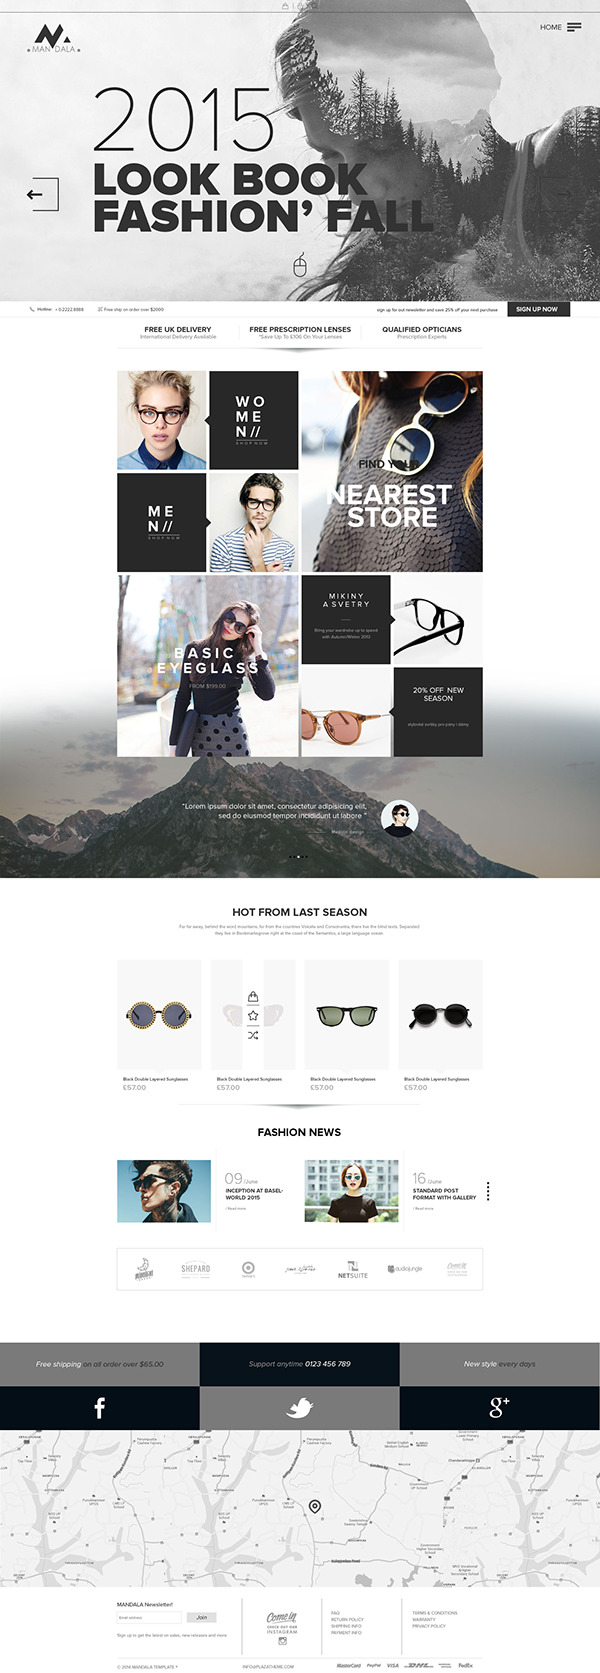 MANDALA
HOME
2015
LOOK BOOK
FASHION' FALL
Hotline: + 0.2222.8888
Free ship on order over $2000
sign up for out newsletter and save 25% off your next purchase
SIGN UP NOW
FREE UK DELIVERY
International Delivery Available
FREE PRESCRIPTION LENSES
*Save Up To £106 On Your Lenses
QUALIFIED OPTICIANS
Prescription Experts
WO
ME
N//
SHOP NOW
FIND YOUR
NEAREST
STORE
ME
N//
SHOP NOW
BASIC
EYEGLASS
FROM $199.00
MIKINY
ASVETRY
Bring your wardrobe up to speed
with Autumn/Winter 2013
20% OFF NEW
SEASON
"Lorem ipsum dolor sit amet, consectetur adipisicing elit,
sed do eiusmod tempor incididunt ut labore "
HOT FROM LAST SEASON
Far far away, behind the word mountains, far from the countries Vokalia and Consonantia, there live the blind texts. Separated
they live in Bookmarksgrove right at the coast of the Semantics, a large language ocean.
Black Double Layered Sunglasses
£57.00
Black Double Layered Sunglasses
£57.00
Black Double Layered Sunglasses
£57.00
Black Double Layered Sunglasses
£57.00
FASHION NEWS
09 /June
INCEPTION AT BASEL-
WORLD 2015
/ Read more
16 /June
STANDARD POST
FORMAT WITH GALLERY
/ Read more
MIDNIGHT
SHEPARD
NETSUITE
audiojungle
Come in
Free shipping on all order over $65.00
Support anytime 0123 456 789
New style every days
MANDALA Newsletter!
Email address
Join
Sign up to get the latest on sales, new releases and more
Come in
CHECK OUT OUR
INSTAGRAM
FAQ
RETURN POLICY
SHIPPING INFO
PAYMENT INFO
TERMS & CONDITIONS
WARRANTY
PRIVACY POLICY
© 2014 MANDALA TEMPLATE ®
INFO@PLAZATHEME.COM
MasterCard
PayPal
VISA
DHL
FedEx